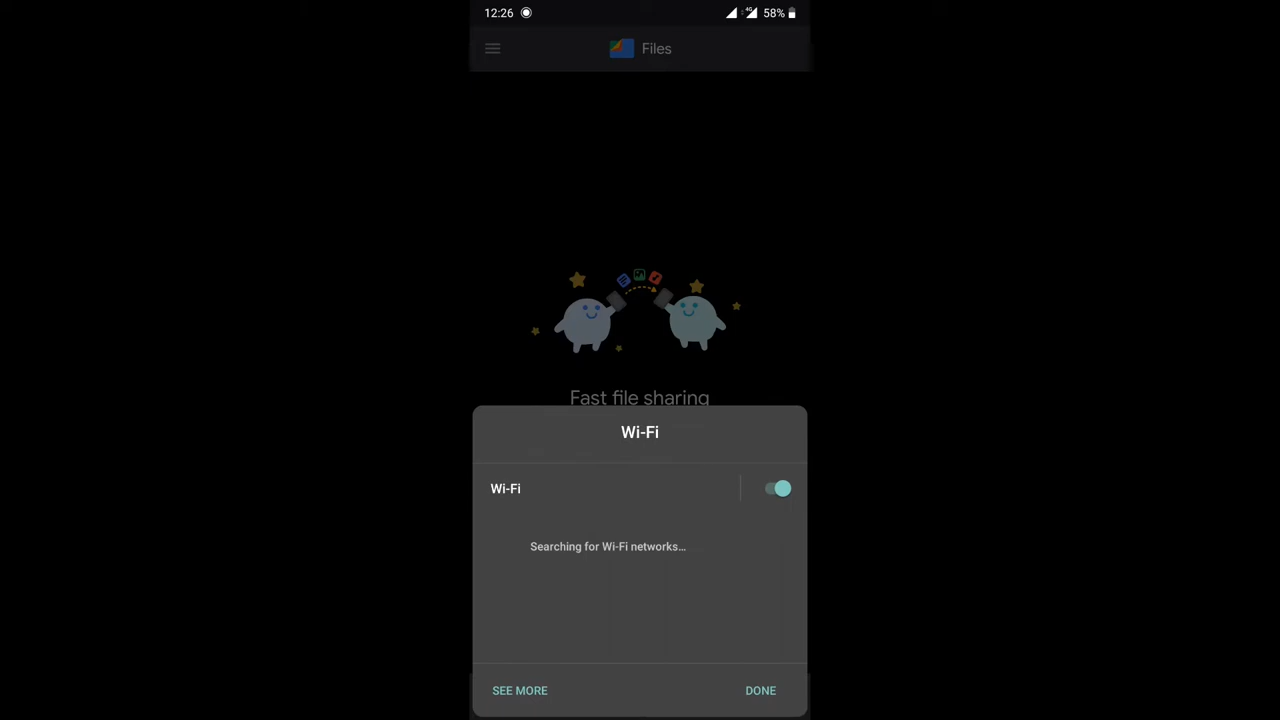 12:26 4G 58%
Files
Fast file sharing
Wi-Fi
Wi-Fi
Searching for Wi-Fi networks...
SEE MORE DONE